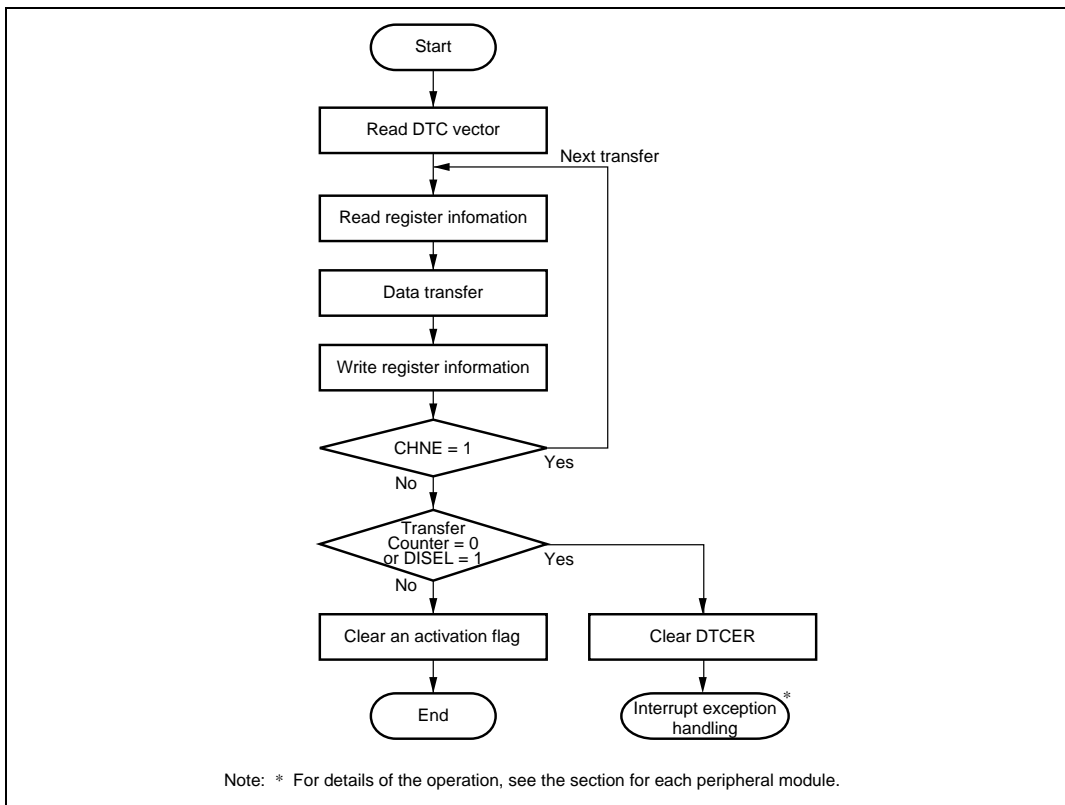 Start
Read DTC vector
Next transfer
Read register infomation
Data transfer
Write register information
CHNE = 1
Yes
No
Transfer
Counter = 0
or DISEL = 1
Yes
No
Clear an activation flag
Clear DTCER
End
Interrupt exception *
handling
Note: * For details of the operation, see the section for each peripheral module.